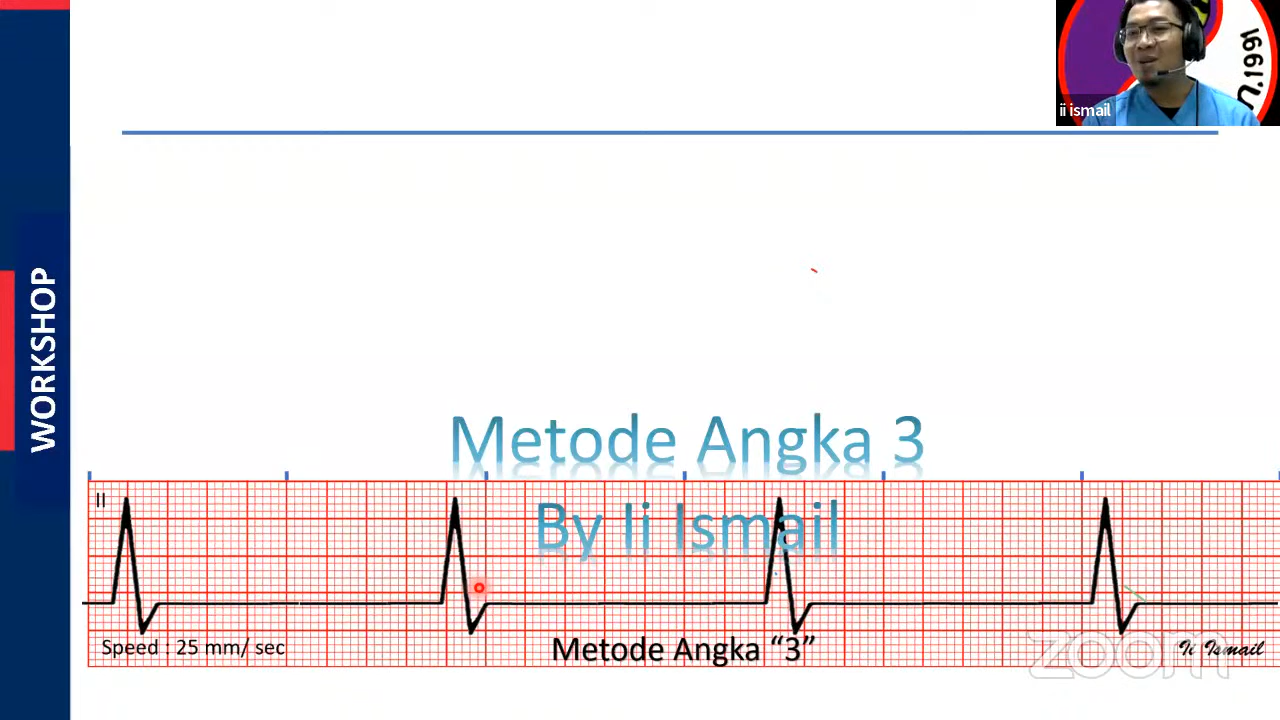 1991
ii ismail
WORKSHOP
Metode Angka 3
By Ii Ismail
II
Speed : 25 mm/ sec
Metode Angka “3”
Ii Ismail
zoom